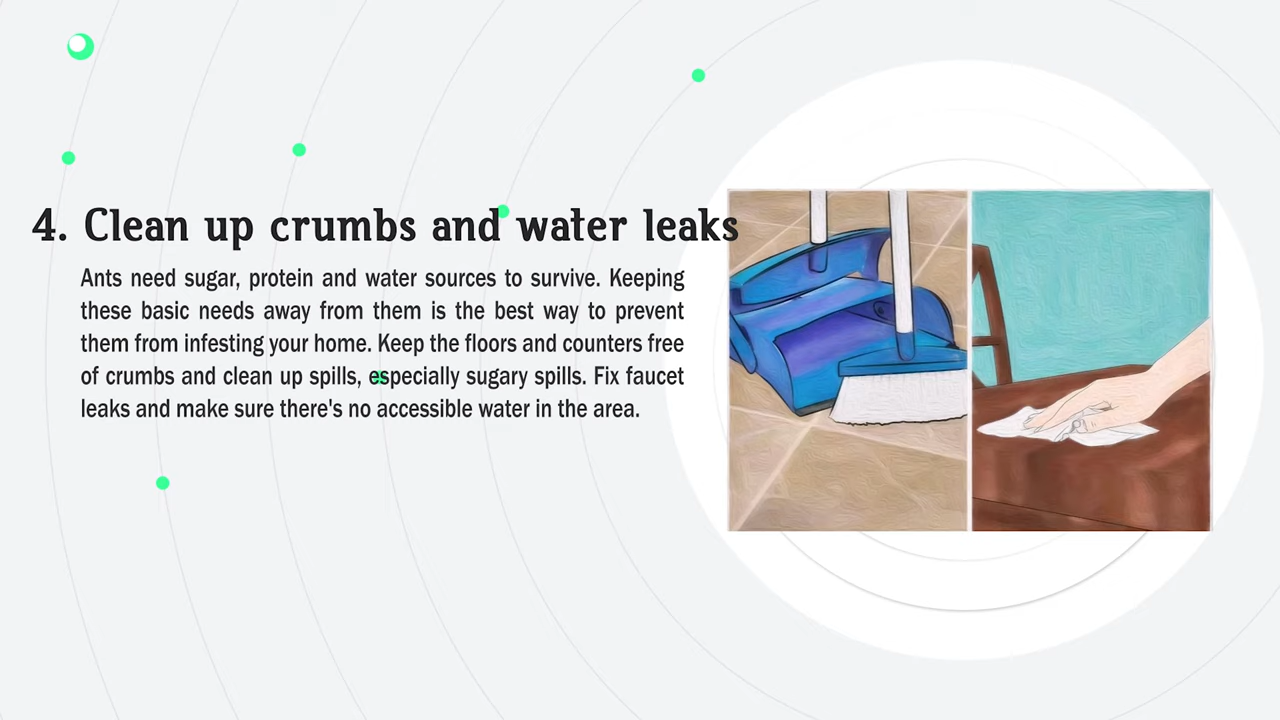 4. Clean up crumbs and water leaks
Ants need sugar, protein and water sources to survive. Keeping
these basic needs away from them is the best way to prevent
them from infesting your home. Keep the floors and counters free
of crumbs and clean up spills, especially sugary spills. Fix faucet
leaks and make sure there's no accessible water in the area.